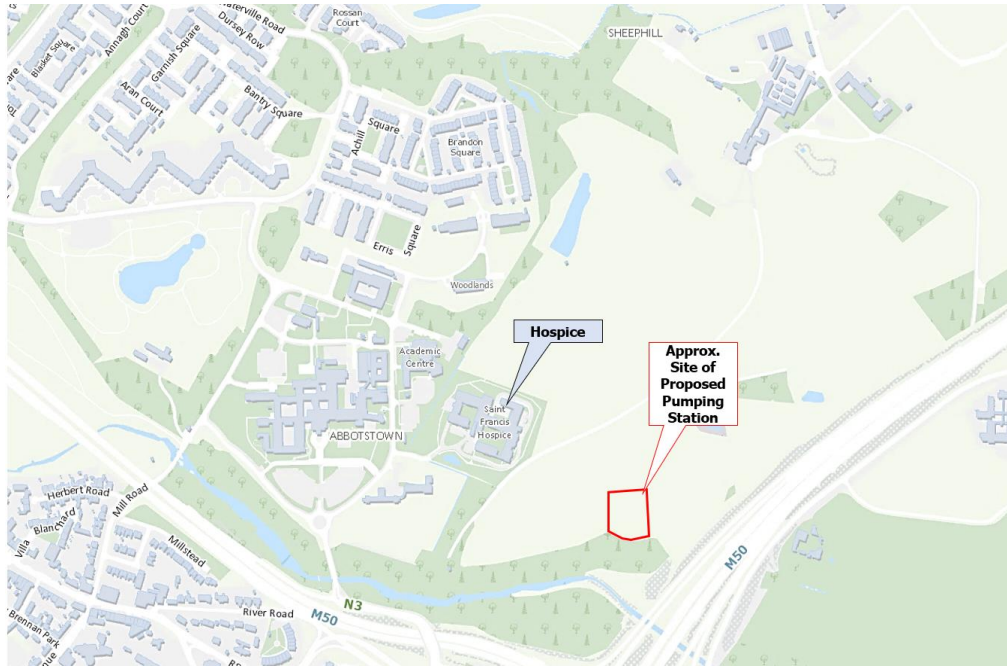 Waterville Road
Rossan
Court
SHEEPHILL
Dursey Row
Annagh Court
Garnish Square
Blasket Square
Aran Court
Bantry Square
Achill
Square
Brandon
Square
Erris
Square
Woodlands
Hospice
Approx.
Site of
Proposed
Pumping
Station
Academic
Centre
Saint
Francis
Hospice
ABBOTSTOWN
Herbert Road
Mill Road
Villa
Blanchard
Millstead
M50
N3
M50
River Road
Brennan Park